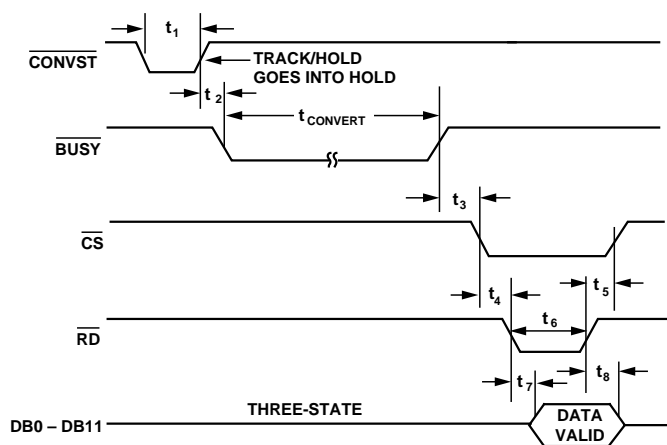 t1
CONVST
TRACK/HOLD
GOES INTO HOLD
t2
tCONVERT
BUSY
t3
CS
t4
t5
t6
RD
t7
t8
THREE-STATE
DB0 – DB11
DATA
VALID